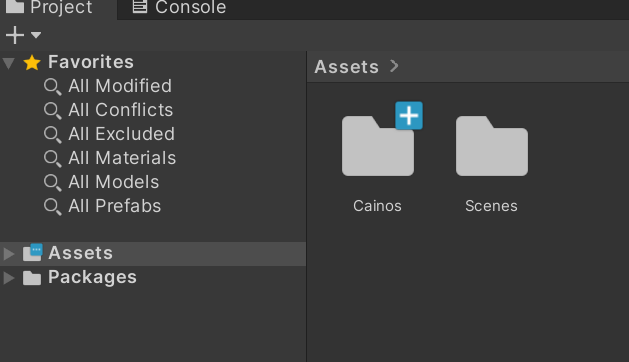 Project
Console
Favorites
All Modified
All Conflicts
All Excluded
All Materials
All Models
All Prefabs
Assets
Packages
Assets >
Cainos
Scenes